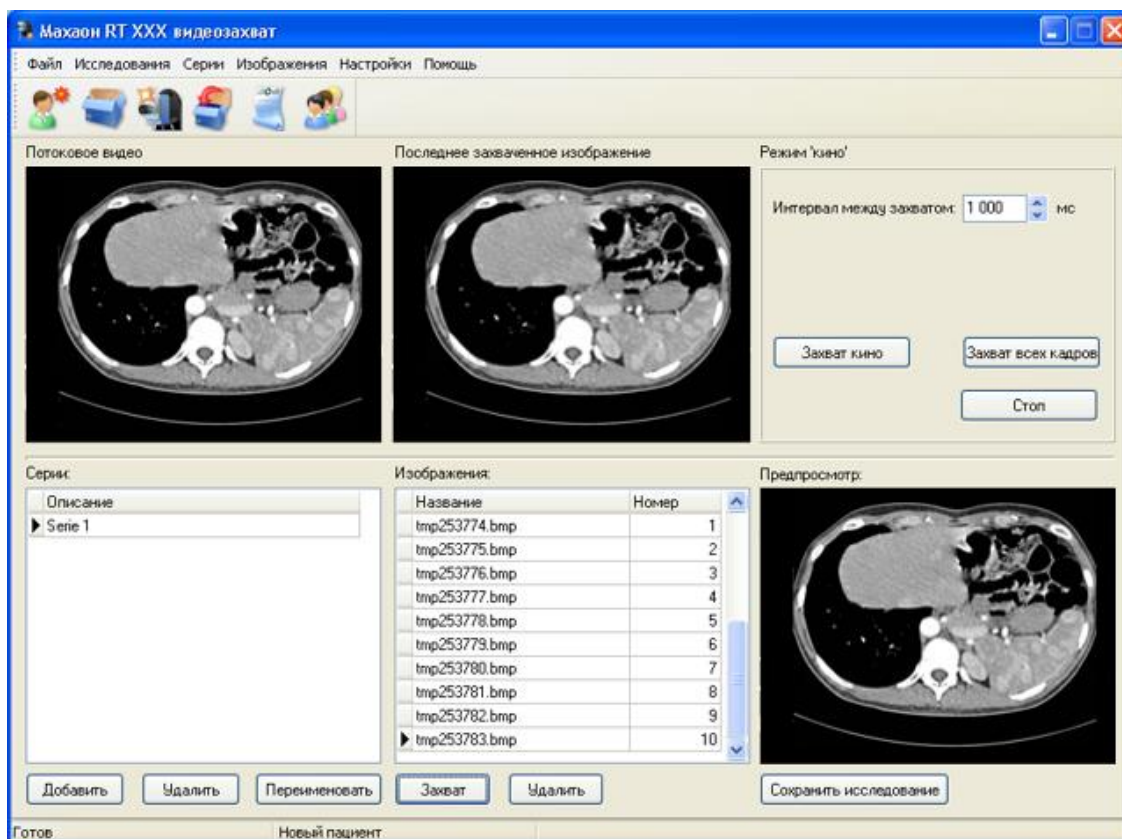 Махаон RT XXX видеозахват
Файл Исследования Серии Изображения Настройки Помощь
Потоковое видео
Последнее захваченное изображение
Режим 'кино'
Интервал между захватом: 1 000 мс
Захват кино
Захват всех кадров
Стоп
Серии:
Описание
Serie 1
Изображения:
Название Номер
tmp253774.bmp 1
tmp253775.bmp 2
tmp253776.bmp 3
tmp253777.bmp 4
tmp253778.bmp 5
tmp253779.bmp 6
tmp253780.bmp 7
tmp253781.bmp 8
tmp253782.bmp 9
tmp253783.bmp 10
Предпросмотр:
Добавить Удалить Переименовать Захват Удалить Сохранить исследование
Готов Новый пациент